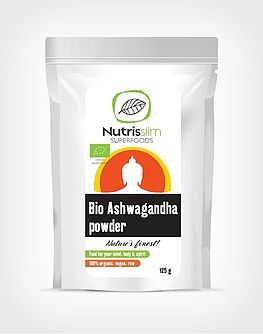 Nutrisslim
SUPERFOODS
Bio Ashwagandha
powder
Nature's finest!
Food for your mind, body & spirit
100% organic, vegan, raw
125 g